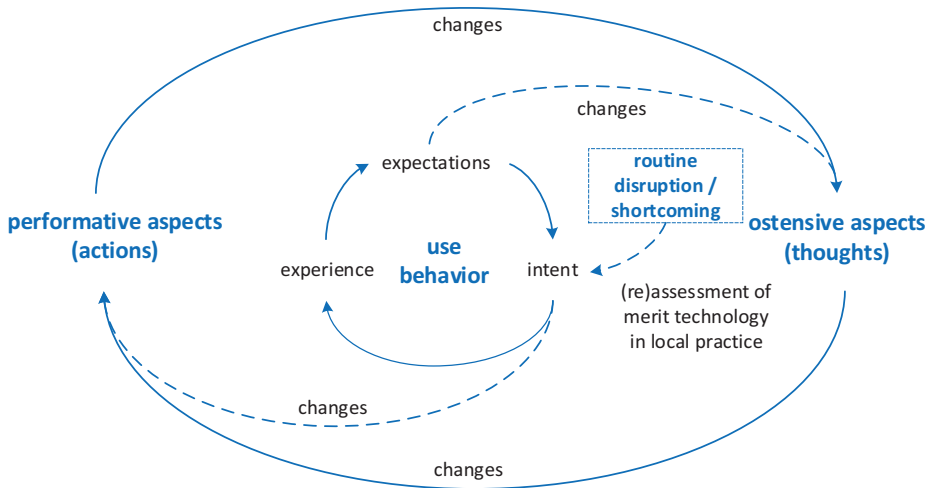 changes
changes
expectations
routine
disruption /
shortcoming
performative aspects
(actions)
ostensive aspects
(thoughts)
use
behavior
experience
intent
(re)assessment of
merit technology
in local practice
changes
changes